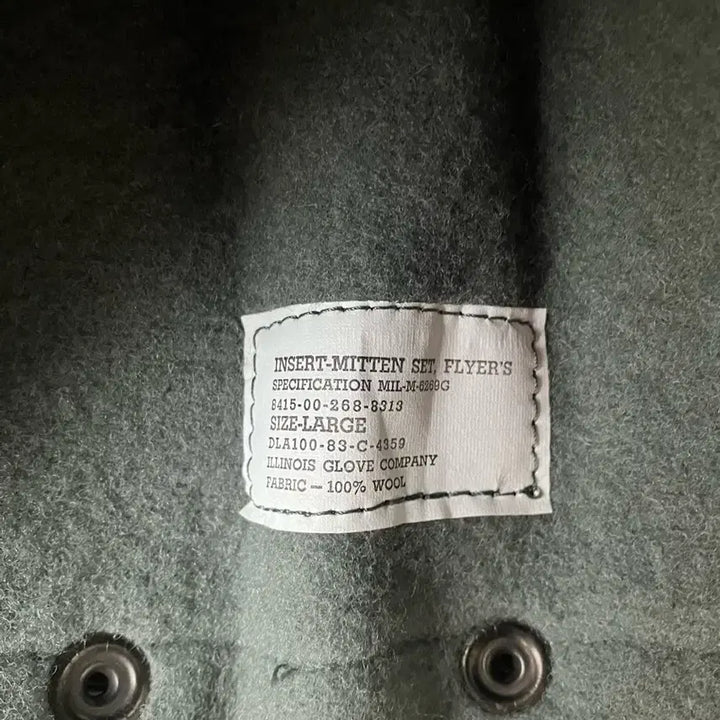 INSERT-MITTEN SET, FLYER'S
SPECIFICATION MIL-M-6269G
8415-00-268-8313
SIZE-LARGE
DLA100-83-C-4359
ILLINOIS GLOVE COMPANY
FABRIC - 100% WOOL